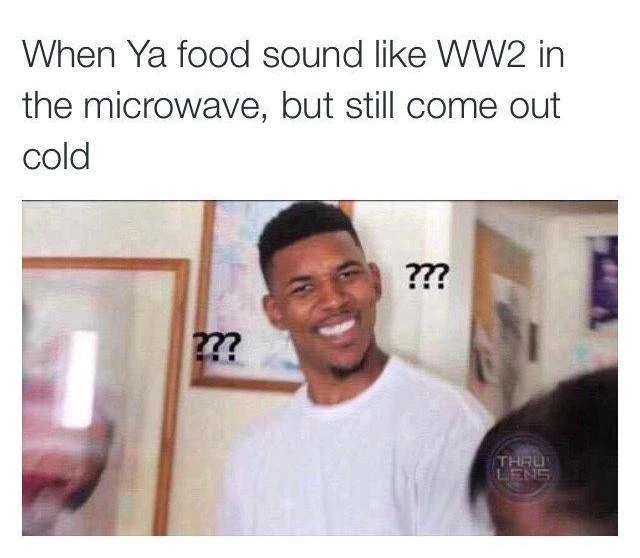 When Ya food sound like WW2 in
the microwave, but still come out
cold
???
???
THRU'
LENS